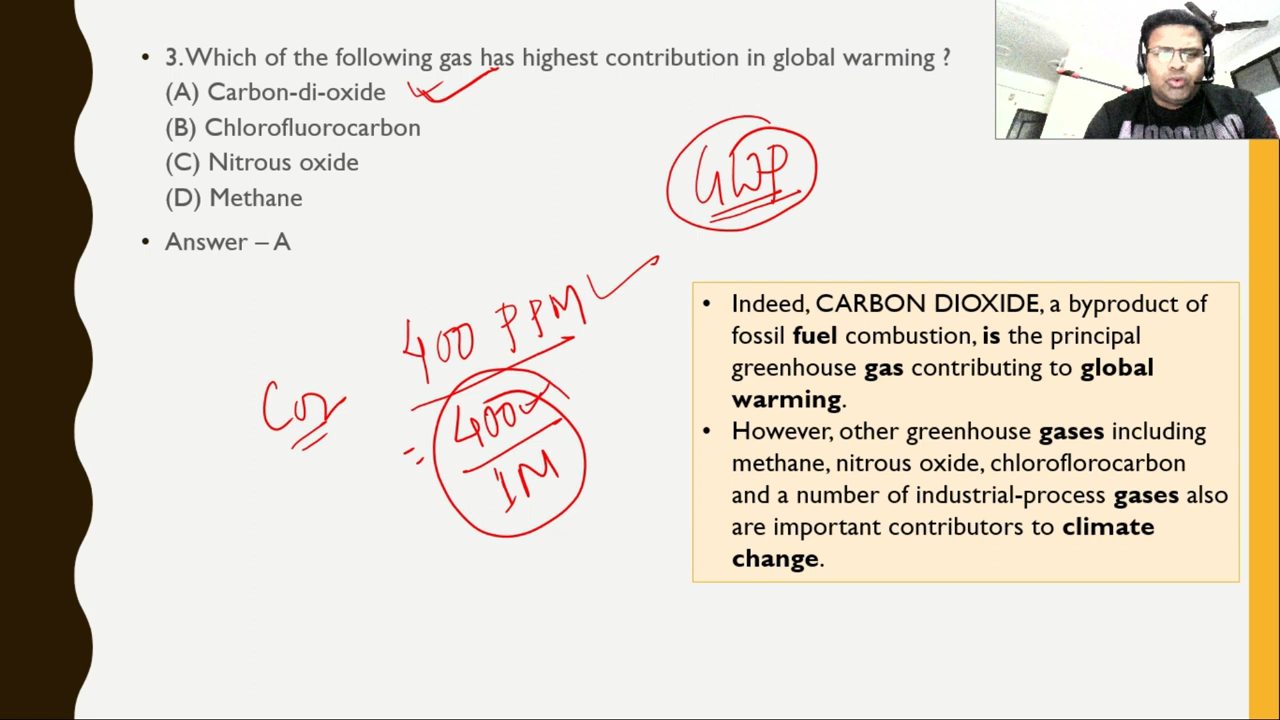 • 3.Which of the following gas has highest contribution in global warming ?
(A) Carbon-di-oxide
(B) Chlorofluorocarbon
(C) Nitrous oxide
(D) Methane
• Answer – A
GWP
400 PPM
CO2
= 400
1M
• Indeed, CARBON DIOXIDE, a byproduct of
fossil fuel combustion, is the principal
greenhouse gas contributing to global
warming.
• However, other greenhouse gases including
methane, nitrous oxide, chloroflorocarbon
and a number of industrial-process gases also
are important contributors to climate
change.